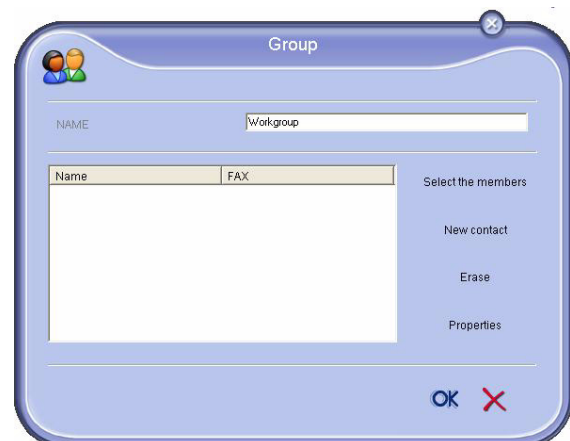 Group
NAME
Workgroup
Name FAX
Select the members
New contact
Erase
Properties
OK